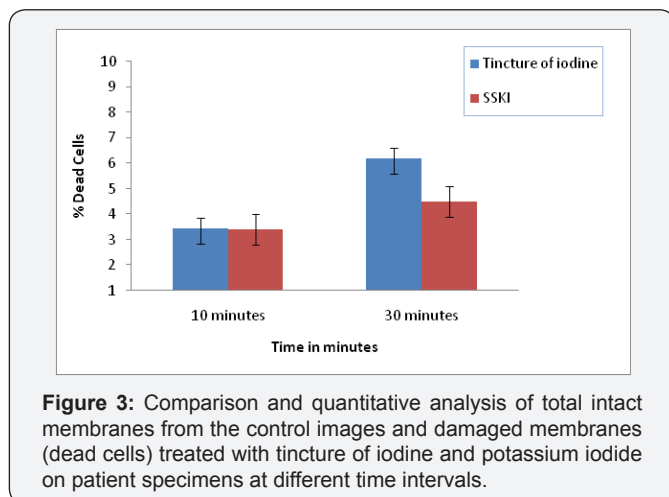 10
9
8
7
6
5
4
3
2
1
% Dead Cells
Tincture of iodine
SSKI
10 minutes
30 minutes
Time in minutes
Figure 3: Comparison and quantitative analysis of total intact
membranes from the control images and damaged membranes
(dead cells) treated with tincture of iodine and potassium iodide
on patient specimens at different time intervals.